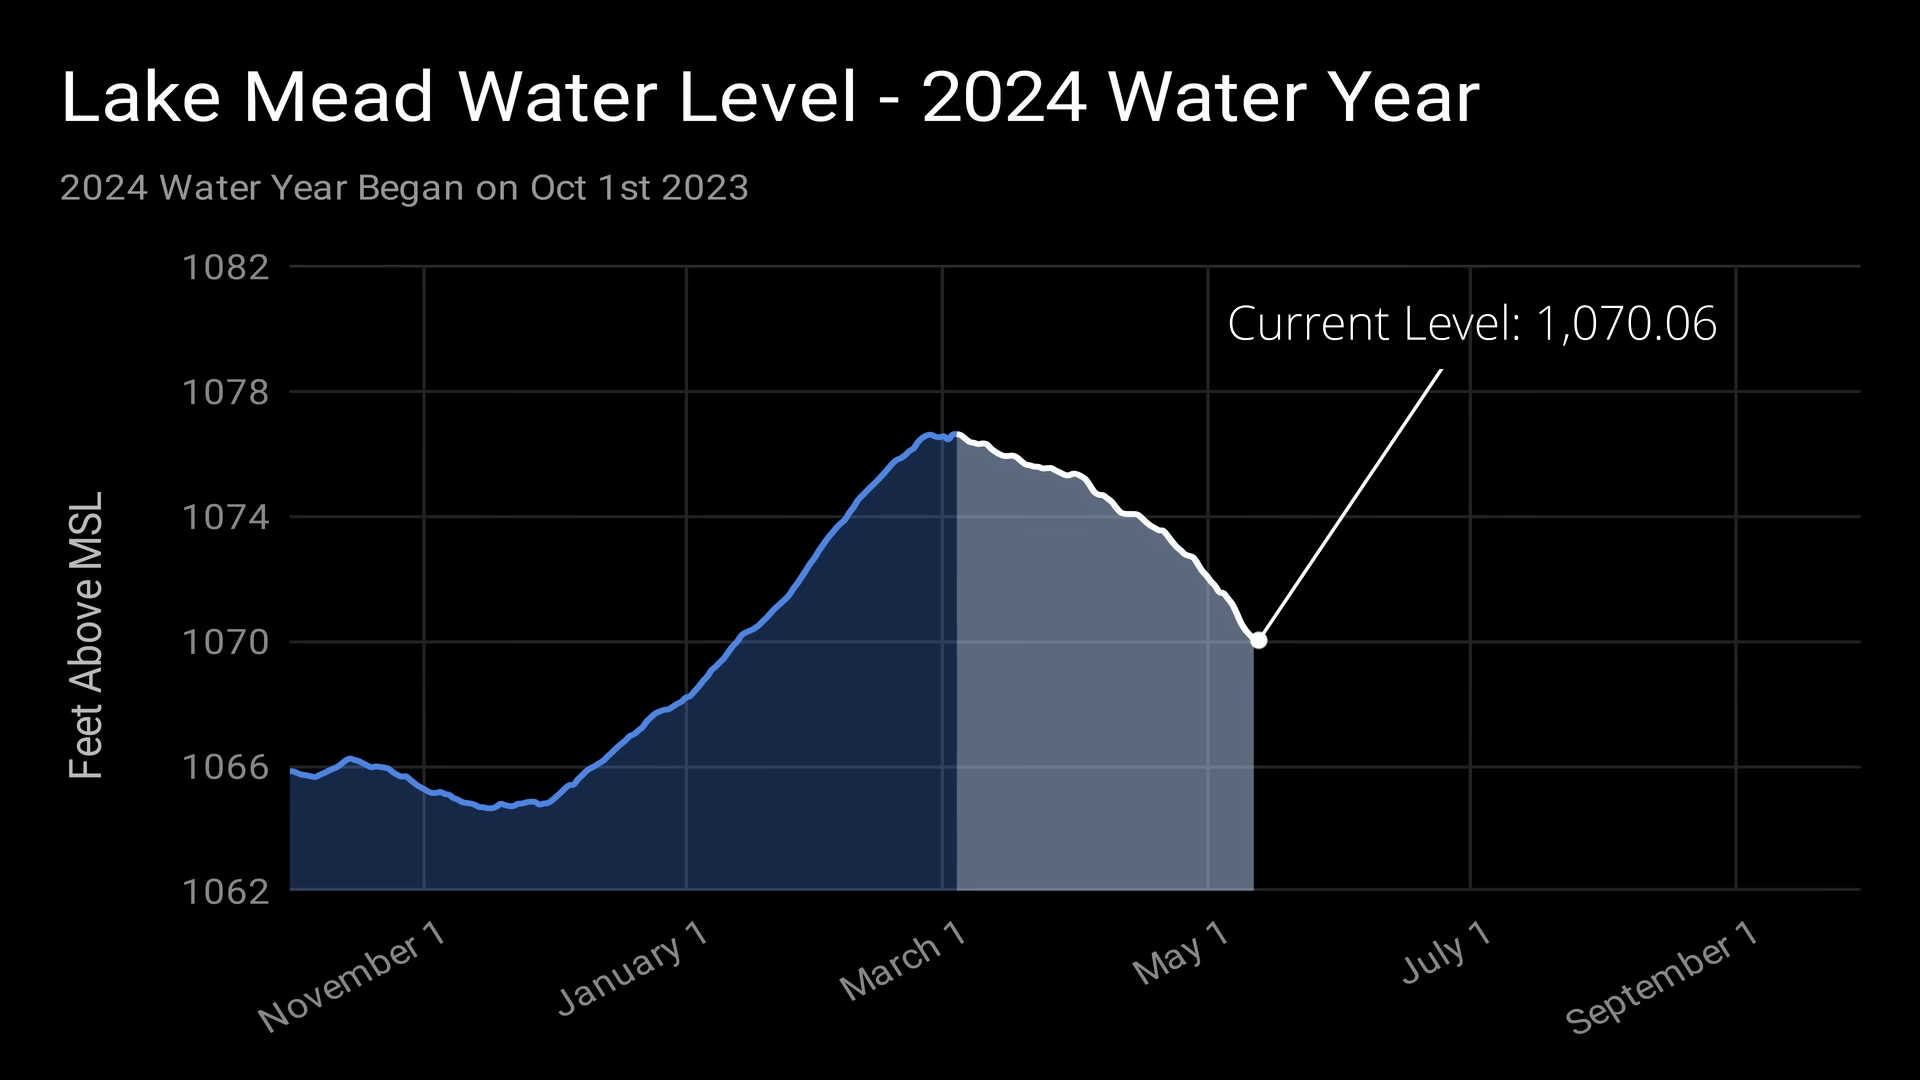 Lake Mead Water Level - 2024 Water Year
2024 Water Year Began on Oct 1st 2023
1082
Current Level: 1,070.06
1078
1074
1070
1066
1062
Feet Above MSL
November 1
January 1
March 1
May 1
July 1
September 1